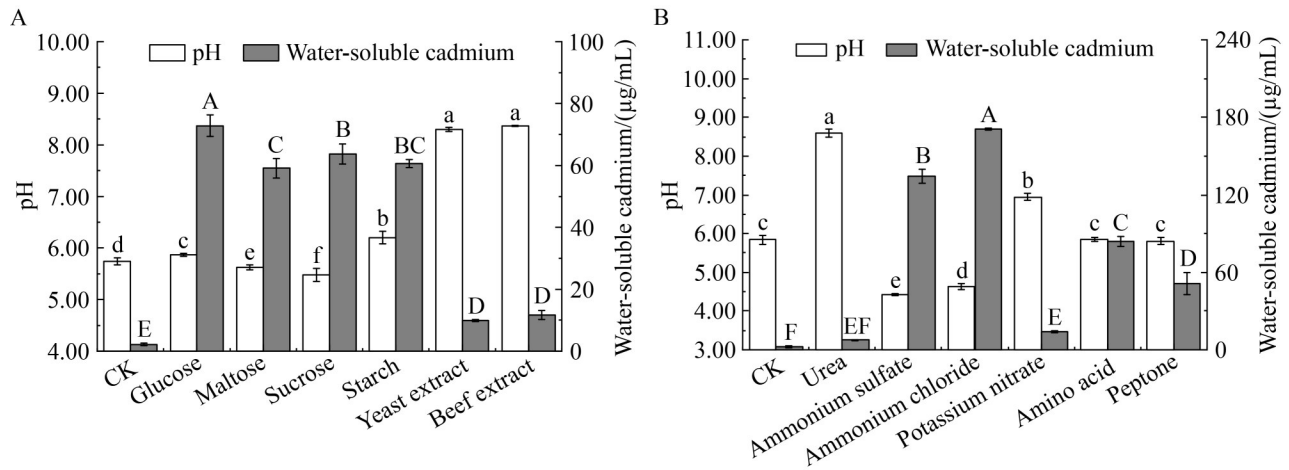 A
pH
Water-soluble cadmium
10.00
9.00
8.00
7.00
6.00
5.00
4.00
pH
100
80
60
40
20
0
Water-soluble cadmium/(μg/mL)
d
E
c
A
e
C
f
B
b
BC
a
D
a
D
CK
Glucose
Maltose
Sucrose
Starch
Yeast extract
Beef extract
B
pH
Water-soluble cadmium
11.00
10.00
9.00
8.00
7.00
6.00
5.00
4.00
3.00
pH
240
180
120
60
0
Water-soluble cadmium/(μg/mL)
c
F
a
EF
e
B
d
A
b
E
c
C
c
D
CK
Urea
Ammonium sulfate
Ammonium chloride
Potassium nitrate
Amino acid
Peptone